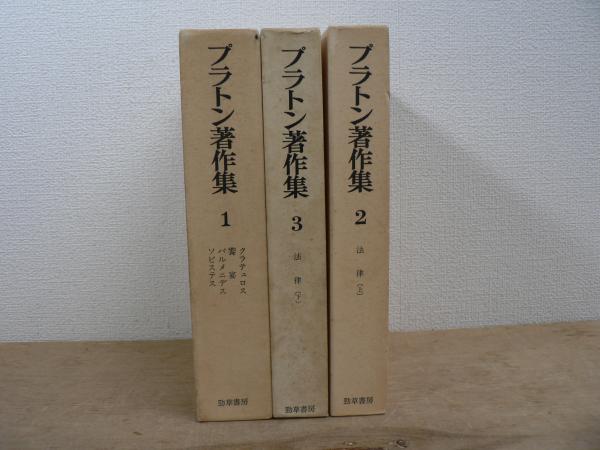 プラトン著作集
1
クラテュロス
饗宴
パルメニデス
ソピステス
勁草書房
プラトン著作集
3
法律(下)
勁草書房
プラトン著作集
2
法律(上)
勁草書房